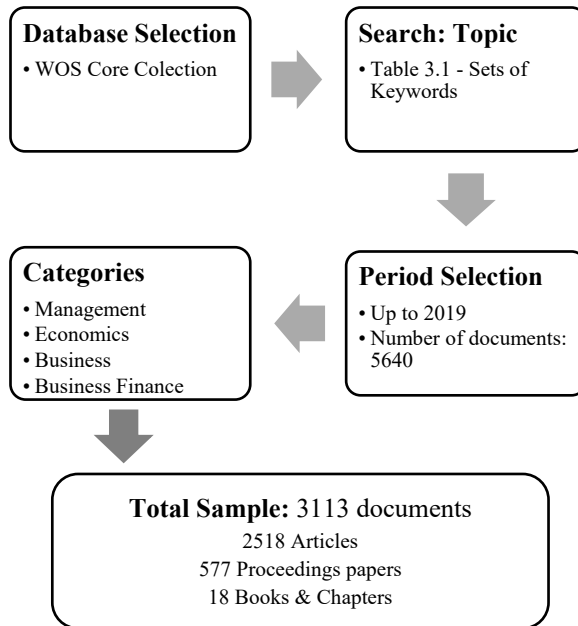 Database Selection
• WOS Core Colection
Search: Topic
• Table 3.1 - Sets of
Keywords
Period Selection
• Up to 2019
• Number of documents:
5640
Categories
• Management
• Economics
• Business
• Business Finance
Total Sample: 3113 documents
2518 Articles
577 Proceedings papers
18 Books & Chapters